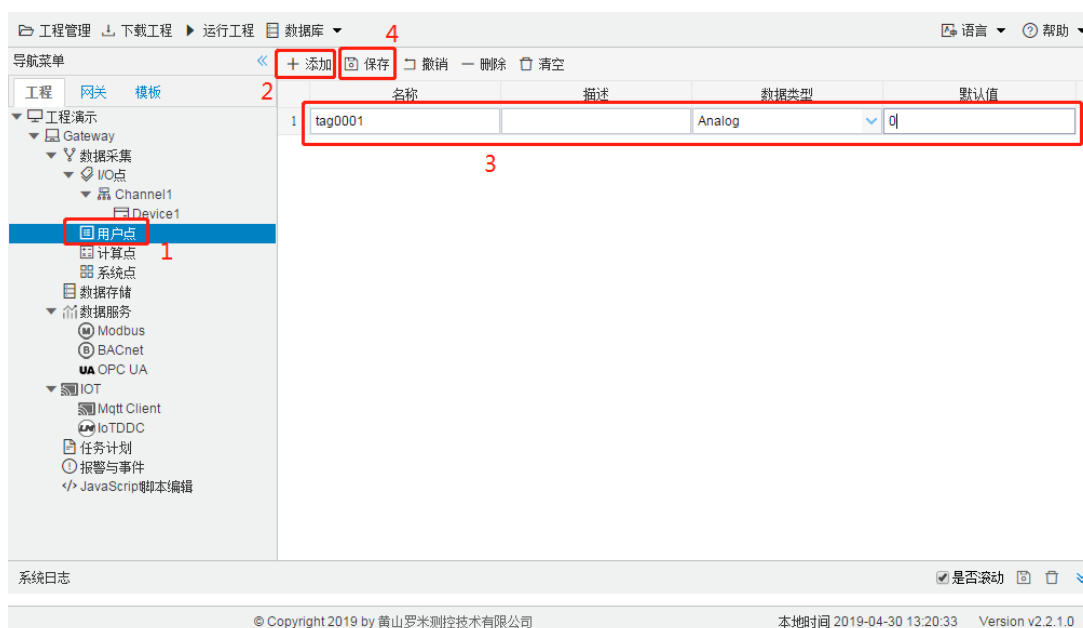 工程管理 下载工程 运行工程 数据库 语言 帮助
4
导航菜单 添加 保存 撤销 删除 清空
工程 网关 模板 2 名称 描述 数据类型 默认值
工程演示 1 tag0001 Analog 0
Gateway
数据采集
3
I/O点
Channel1
Device1
用户点
计算点 1
系统点
数据存储
数据服务
Modbus
BACnet
UA OPC UA
IOT
Mqtt Client
IoTDDC
任务计划
报警与事件
JavaScript脚本编辑
系统日志 是否滚动
© Copyright 2019 by 黄山罗米测控技术有限公司 本地时间 2019-04-30 13:20:33 Version v2.2.1.0